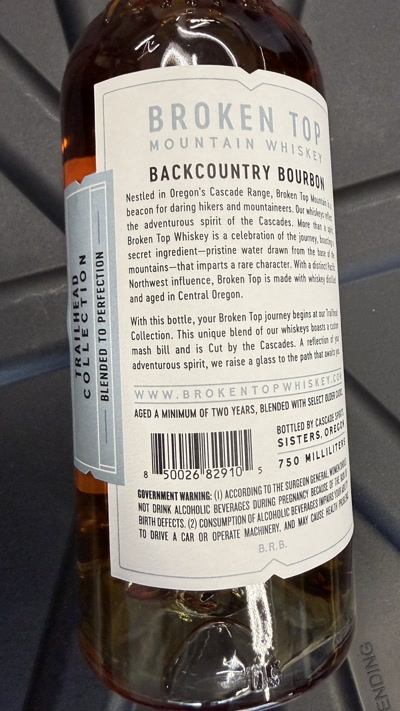 BROKEN TOP
MOUNTAIN WHISKEY
BACKCOUNTRY BOURBON
Nestled in Oregon's Cascade Range, Broken Top Mountain is a
beacon for daring hikers and mountaineers. Our whiskeys reflect
the adventurous spirit of the Cascades. More than a
Broken Top Whiskey is a celebration of the journey,
secret ingredient—pristine water drawn from the base of the
mountains—that imparts a rare character. With a distinct Pacific
Northwest influence, Broken Top is made with whiskey distilled
and aged in Central Oregon.
With this bottle, your Broken Top journey begins at our Trailhead
Collection. This unique blend of our whiskeys boasts a custom
mash bill and is Cut by the Cascades. A reflection of your
adventurous spirit, we raise a glass to the path that awaits you.
WWW.BROKENTOPWHISKEY.COM
AGED A MINIMUM OF TWO YEARS, BLENDED WITH SELECT OLDER CASKS.
BOTTLED BY CASCADE SPIRITS
SISTERS, OREGON
750 MILLILITERS
8 50026 82910 5
GOVERNMENT WARNING: (1) ACCORDING TO THE SURGEON GENERAL, WOMEN SHOULD
NOT DRINK ALCOHOLIC BEVERAGES DURING PREGNANCY BECAUSE OF THE RISK OF
BIRTH DEFECTS. (2) CONSUMPTION OF ALCOHOLIC BEVERAGES IMPAIRS YOUR ABILITY
TO DRIVE A CAR OR OPERATE MACHINERY, AND MAY CAUSE HEALTH PROBLEMS.
B.R.B.
TRAILHEAD
COLLECTION
BLENDED TO PERFECTION
ENDING